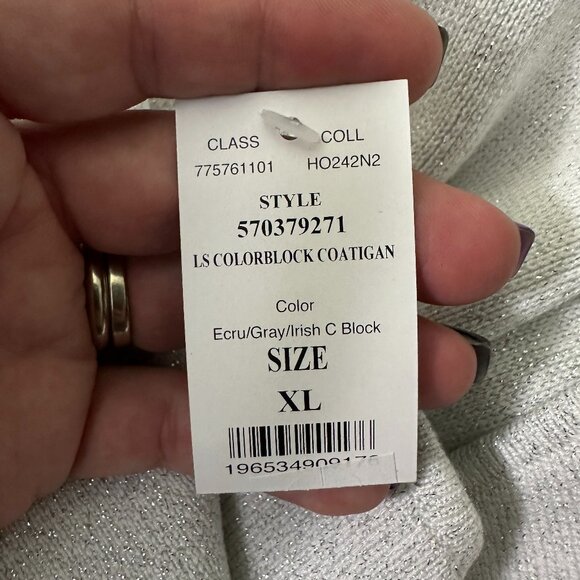 CLASS COLL
775761101 HO242N2
STYLE
570379271
LS COLORBLOCK COATIGAN
Color
Ecru/Gray/Irish C Block
SIZE
XL